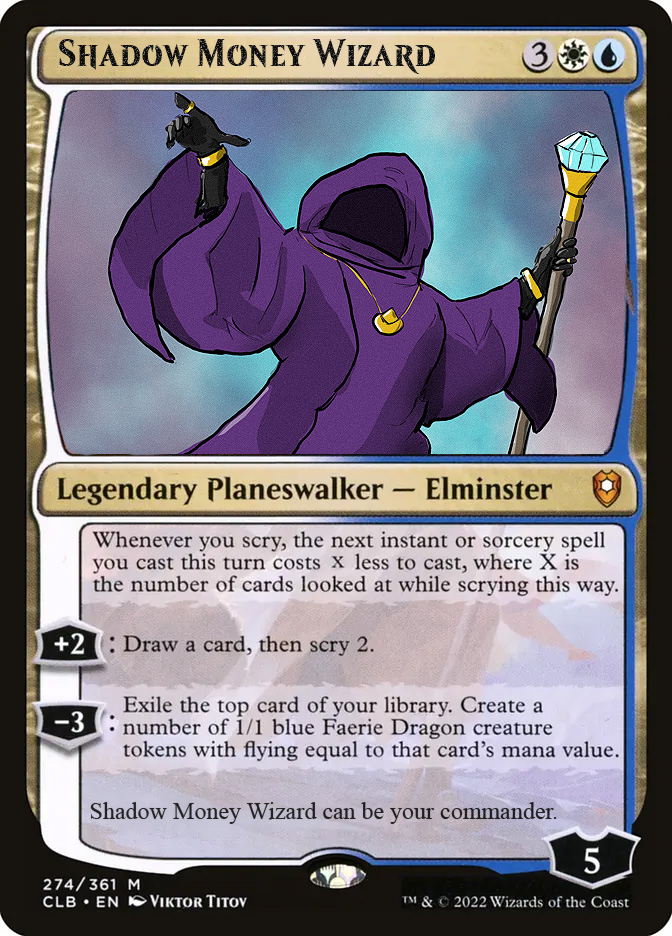 Shadow Money Wizard 3
Legendary Planeswalker — Elminster
Whenever you scry, the next instant or sorcery spell
you cast this turn costs x less to cast, where X is
the number of cards looked at while scrying this way.
+2 : Draw a card, then scry 2.
Exile the top card of your library. Create a
−3 : number of 1/1 blue Faerie Dragon creature
tokens with flying equal to that card's mana value.
Shadow Money Wizard can be your commander.
5
274/361 M
CLB • EN Viktor Titov
™ & © 2022 Wizards of the Coast